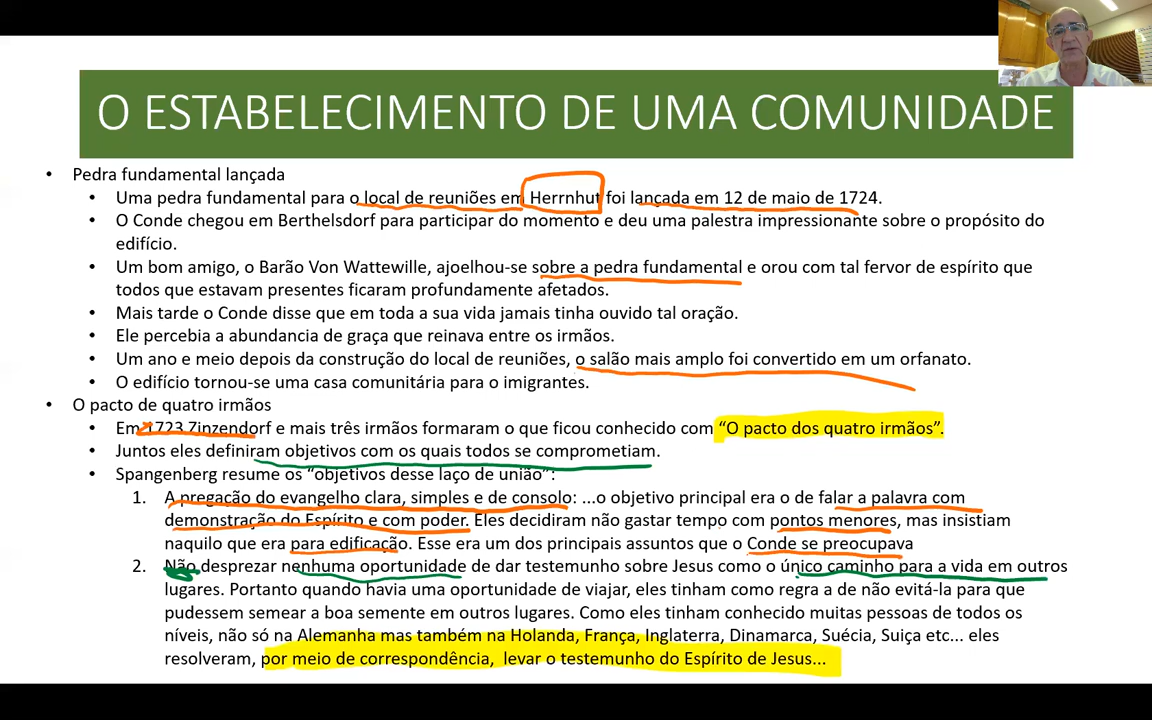 O ESTABELECIMENTO DE UMA COMUNIDADE
• Pedra fundamental lançada
• Uma pedra fundamental para o local de reuniões em Herrnhut foi lançada em 12 de maio de 1724.
• O Conde chegou em Berthelsdorf para participar do momento e deu uma palestra impressionante sobre o propósito do
edifício.
• Um bom amigo, o Barão Von Wattewille, ajoelhou-se sobre a pedra fundamental e orou com tal fervor de espírito que
todos que estavam presentes ficaram profundamente afetados.
• Mais tarde o Conde disse que em toda a sua vida jamais tinha ouvido tal oração.
• Ele percebia a abundancia de graça que reinava entre os irmãos.
• Um ano e meio depois da construção do local de reuniões, o salão mais amplo foi convertido em um orfanato.
• O edifício tornou-se uma casa comunitária para o imigrantes.
• O pacto de quatro irmãos
• Em 1723 Zinzendorf e mais três irmãos formaram o que ficou conhecido com “O pacto dos quatro irmãos”.
• Juntos eles definiram objetivos com os quais todos se comprometiam.
• Spangenberg resume os “objetivos desse laço de união”:
1. A pregação do evangelho clara, simples e de consolo: ...o objetivo principal era o de falar a palavra com
demonstração do Espírito e com poder. Eles decidiram não gastar tempo com pontos menores, mas insistiam
naquilo que era para edificação. Esse era um dos principais assuntos que o Conde se preocupava
2. Não desprezar nenhuma oportunidade de dar testemunho sobre Jesus como o único caminho para a vida em outros
lugares. Portanto quando havia uma oportunidade de viajar, eles tinham como regra a de não evitá-la para que
pudessem semear a boa semente em outros lugares. Como eles tinham conhecido muitas pessoas de todos os
níveis, não só na Alemanha mas também na Holanda, França, Inglaterra, Dinamarca, Suécia, Suiça etc... eles
resolveram, por meio de correspondência, levar o testemunho do Espírito de Jesus...